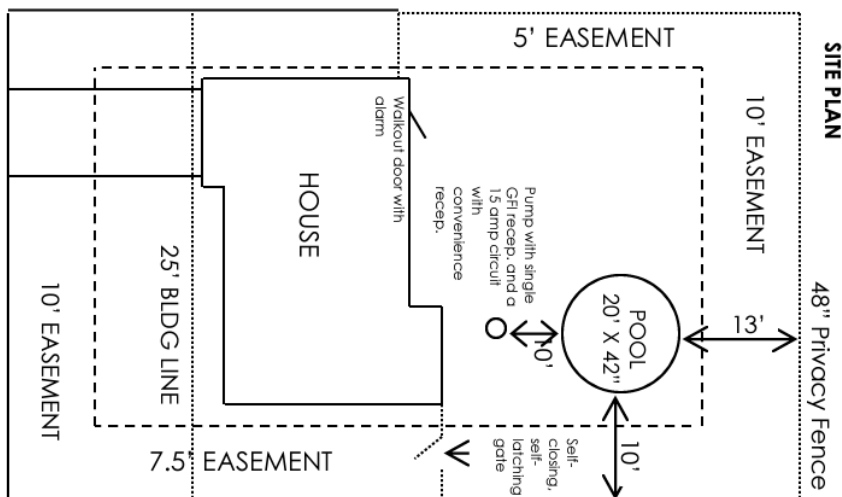 SITE PLAN
5' EASEMENT
10' EASEMENT
48" Privacy Fence
Walkout door with
alarm
HOUSE
Pump with single
GFI recep. and a
15 amp circuit
with
convenience
recep.
POOL
20' X 42"
13'
10'
10'
25' BLDG LINE
10' EASEMENT
7.5' EASEMENT
Self-
closing,
self-
latching
gate